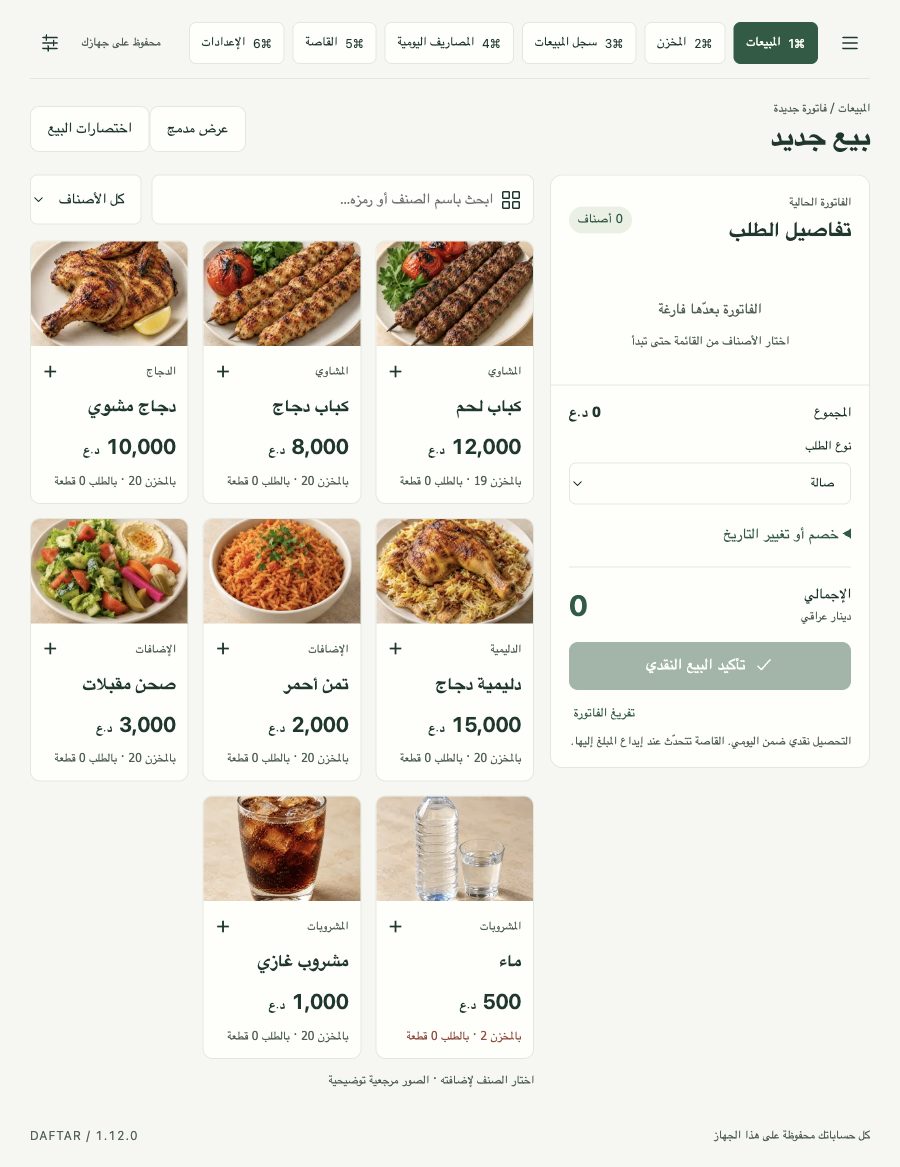 ⌘1 المبيعات
⌘2 المخزن
⌘3 سجل المبيعات
⌘4 المصاريف اليومية
⌘5 القاصة
⌘6 الإعدادات
محفوظ على جهازك
المبيعات / فاتورة جديدة
بيع جديد
عرض مدمج
اختصارات البيع
الفاتورة الحالية
تفاصيل الطلب
0 أصناف
الفاتورة بعدّها فارغة
اختار الأصناف من القائمة حتى تبدأ
المجموع
0 د.ع
نوع الطلب
صالة
خصم أو تغيير التاريخ
الإجمالي
دينار عراقي
0
تأكيد البيع النقدي
تفريغ الفاتورة
التحصيل نقدي ضمن اليومي. القاصة تتحدّث عند إيداع المبلغ إليها.
ابحث باسم الصنف أو رمزه...
كل الأصناف
المشاوي
كباب لحم
12,000 د.ع
بالمخزن 19 · بالطلب 0 قطعة
المشاوي
كباب دجاج
8,000 د.ع
بالمخزن 20 · بالطلب 0 قطعة
الدجاج
دجاج مشوي
10,000 د.ع
بالمخزن 20 · بالطلب 0 قطعة
الدليمية
دليمية دجاج
15,000 د.ع
بالمخزن 20 · بالطلب 0 قطعة
الإضافات
تمن أحمر
2,000 د.ع
بالمخزن 20 · بالطلب 0 قطعة
الإضافات
صحن مقبلات
3,000 د.ع
بالمخزن 20 · بالطلب 0 قطعة
المشروبات
ماء
500 د.ع
بالمخزن 2 · بالطلب 0 قطعة
المشروبات
مشروب غازي
1,000 د.ع
بالمخزن 20 · بالطلب 0 قطعة
اختار الصنف لإضافته · الصور مرجعية توضيحية
كل حساباتك محفوظة على هذا الجهاز
DAFTAR / 1.12.0